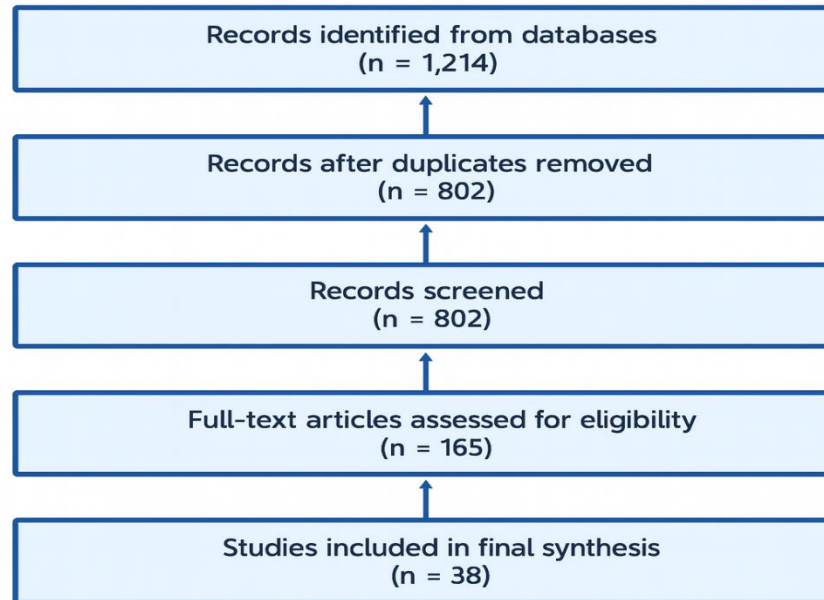 Records identified from databases
(n = 1,214)
Records after duplicates removed
(n = 802)
Records screened
(n = 802)
Full-text articles assessed for eligibility
(n = 165)
Studies included in final synthesis
(n = 38)